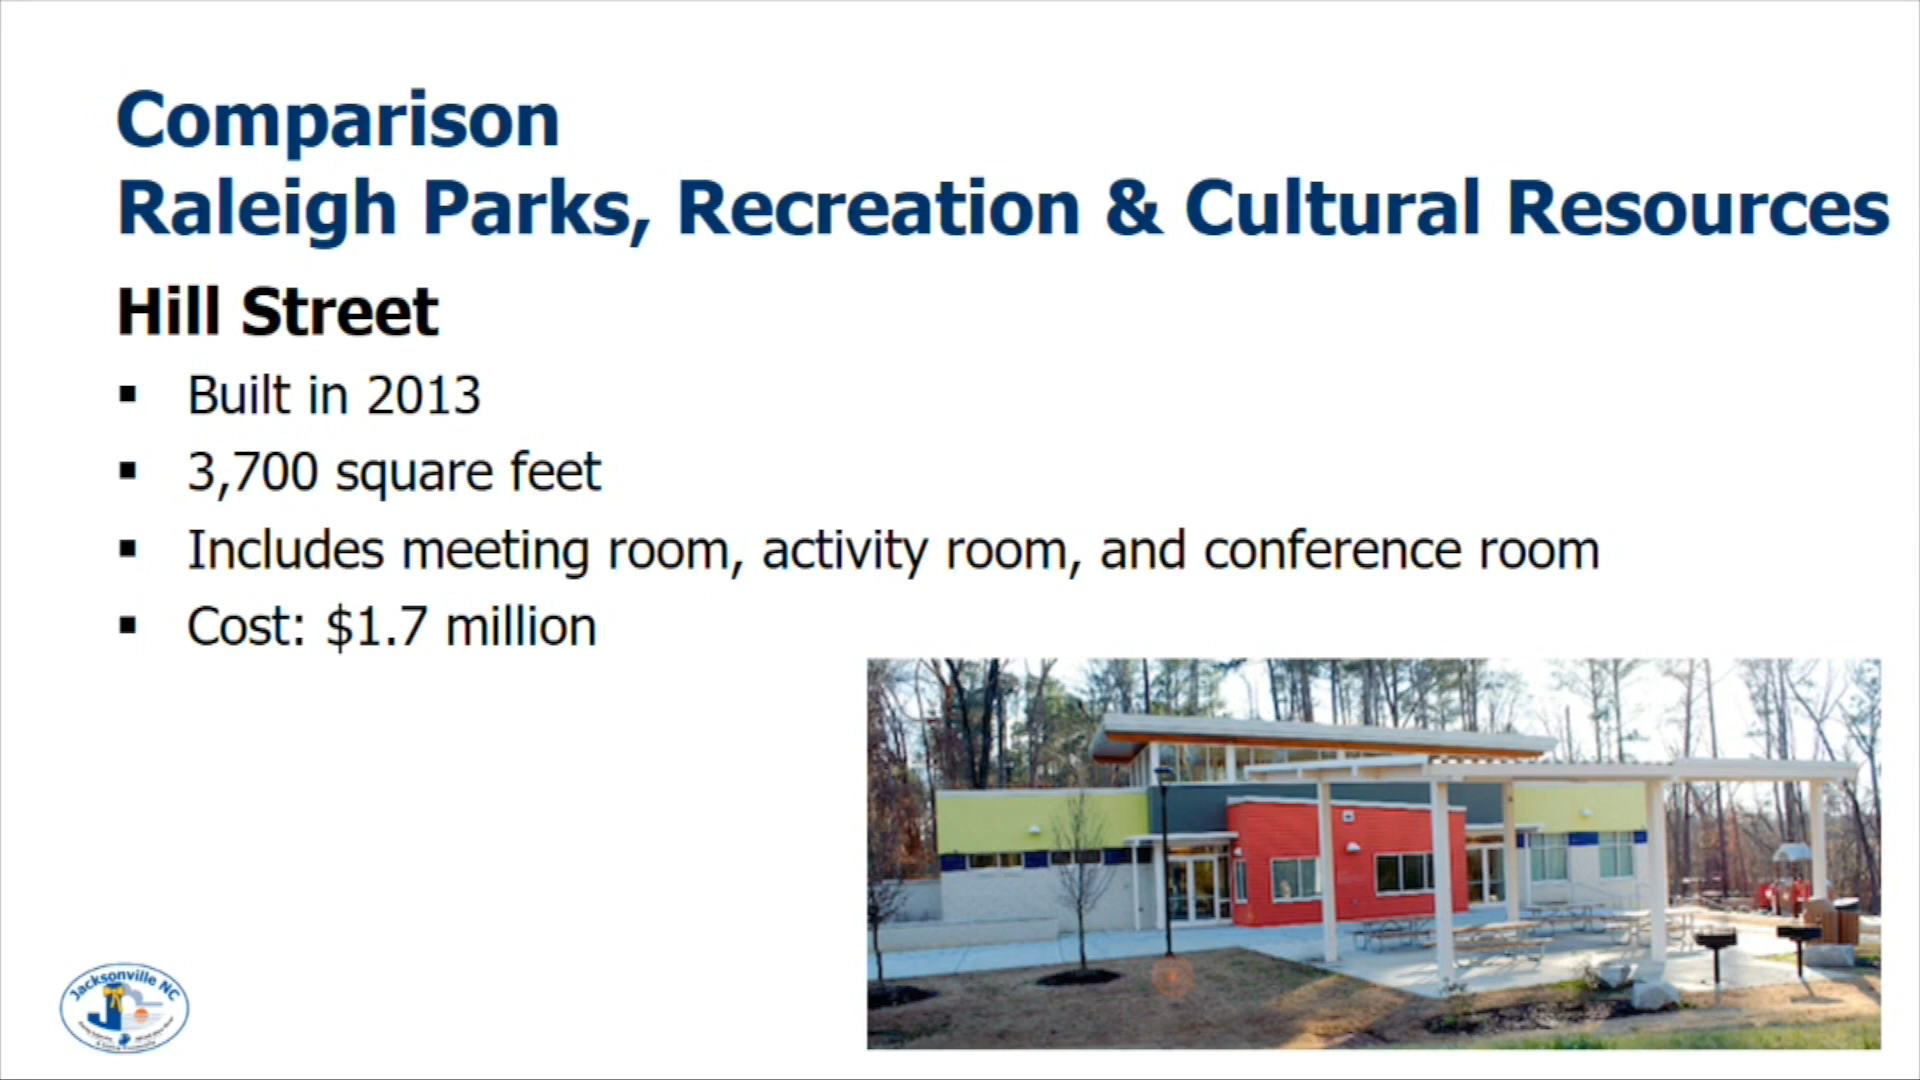 Comparison
Raleigh Parks, Recreation & Cultural Resources
Hill Street
▪ Built in 2013
▪ 3,700 square feet
▪ Includes meeting room, activity room, and conference room
▪ Cost: $1.7 million
Jacksonville NC